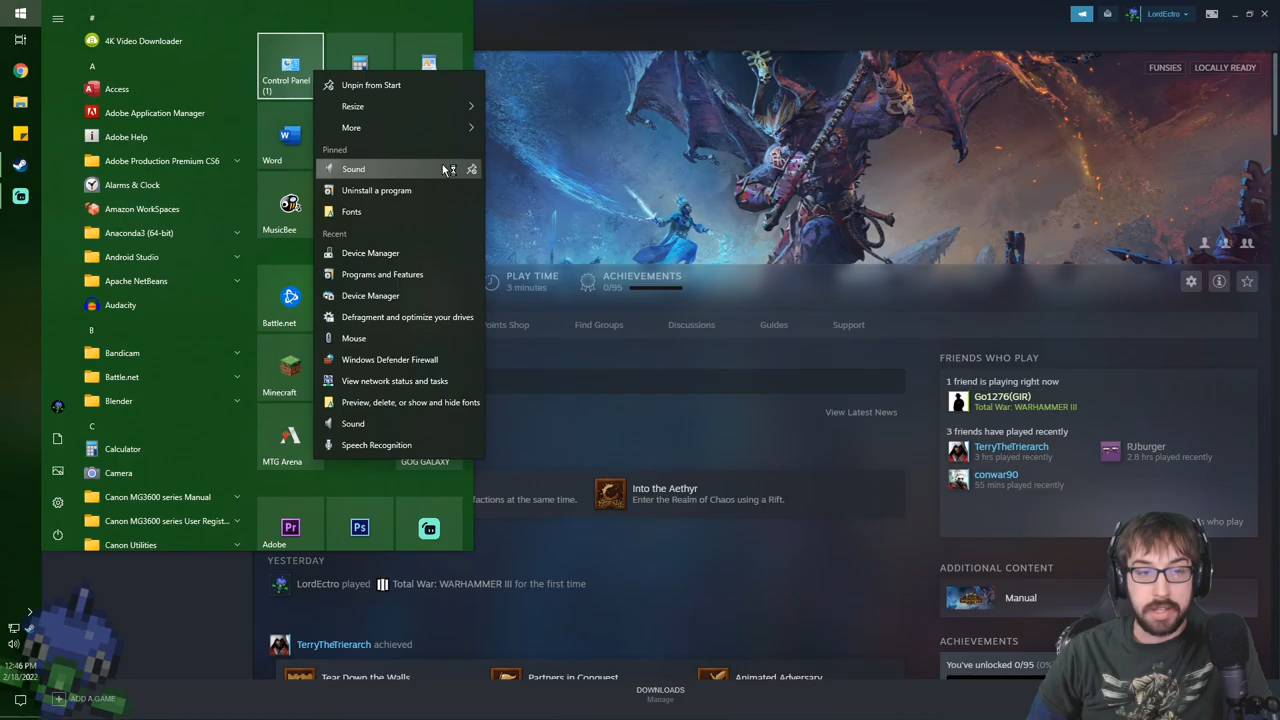 #
4K Video Downloader
A
Access
Adobe Application Manager
Adobe Help
Adobe Production Premium CS6
Alarms & Clock
Amazon WorkSpaces
Anaconda3 (64-bit)
Android Studio
Apache NetBeans
Audacity
B
Bandicam
Battle.net
Blender
C
Calculator
Camera
Canon MG3600 series Manual
Canon MG3600 series User Regist...
Canon Utilities
Control Panel
(1)
Word
MusicBee
Battle.net
Minecraft
MTG Arena
GOG GALAXY
Adobe
Pr
Ps
Unpin from Start
Resize
More
Pinned
Sound
Uninstall a program
Fonts
Recent
Device Manager
Programs and Features
Device Manager
Defragment and optimize your drives
Mouse
Windows Defender Firewall
View network status and tasks
Preview, delete, or show and hide fonts
Sound
Speech Recognition
LordEctro
FUNSIES
LOCALLY READY
PLAY TIME
3 minutes
ACHIEVEMENTS
0/95
Points Shop
Find Groups
Discussions
Guides
Support
View Latest News
factions at the same time.
Into the Aethyr
Enter the Realm of Chaos using a Rift.
YESTERDAY
LordEctro played Total War: WARHAMMER III for the first time
TerryTheTrierarch achieved
Tear Down the Walls
Partners in Conquest
Animated Adversary
FRIENDS WHO PLAY
1 friend is playing right now
Go1276(GIR)
Total War: WARHAMMER III
3 friends have played recently
TerryTheTrierarch
3 hrs played recently
RJburger
2.8 hrs played recently
conwar90
55 mins played recently
who play
ADDITIONAL CONTENT
Manual
ACHIEVEMENTS
You've unlocked 0/95 (0%
12:46 PM
2/18/2022
ADD A GAME
DOWNLOADS
Manage